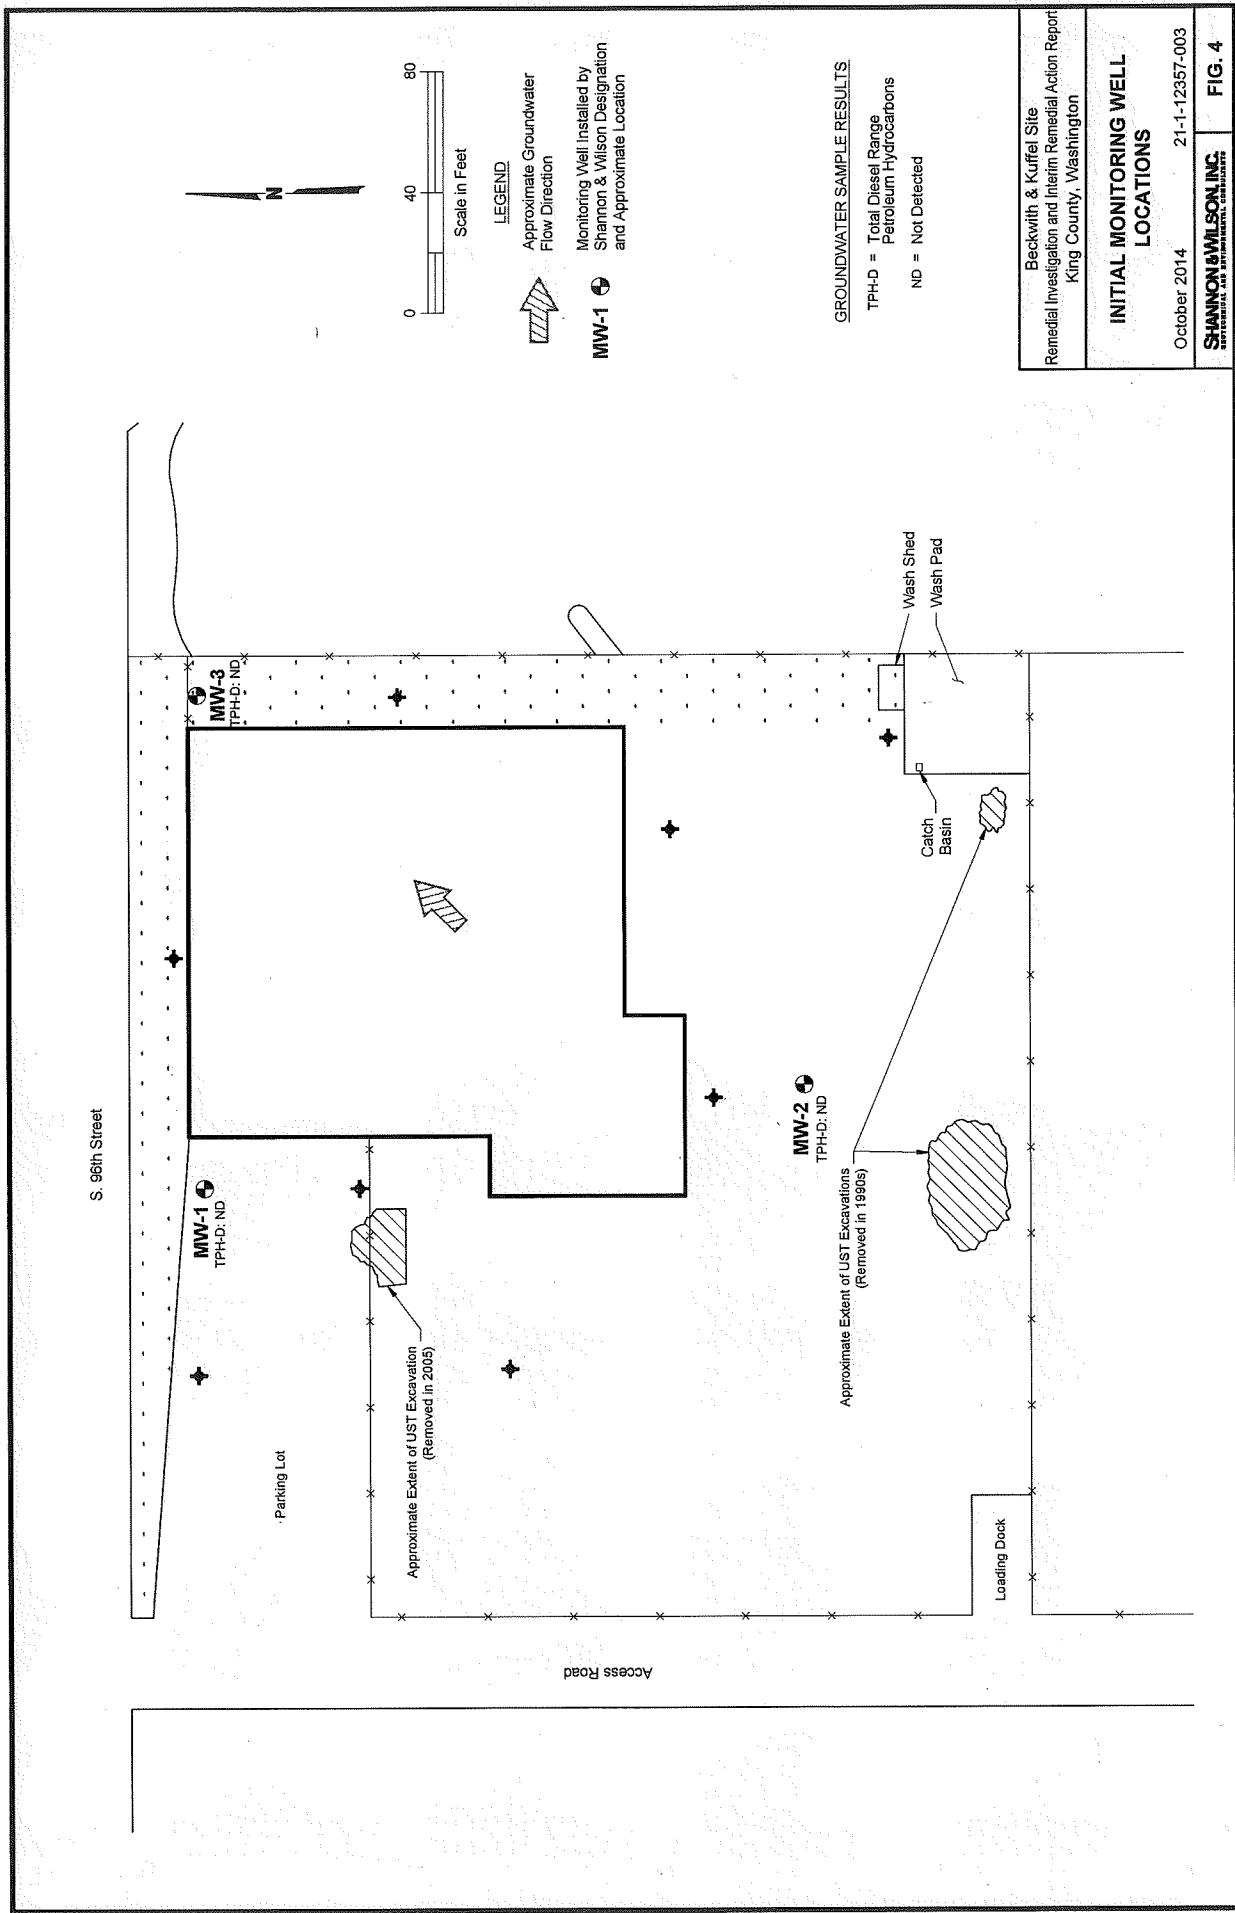 S. 96th Street
MW-1
TPH-D: ND
MW-3
TPH-D: ND
Parking Lot
Approximate Extent of UST Excavation
(Removed in 2005)
MW-2
TPH-D: ND
Approximate Extent of UST Excavations
(Removed in 1990s)
Catch
Basin
Wash Shed
Wash Pad
Loading Dock
Access Road
N
0
40
80
Scale in Feet
LEGEND
Approximate Groundwater
Flow Direction
MW-1
Monitoring Well Installed by
Shannon & Wilson Designation
and Approximate Location
GROUNDWATER SAMPLE RESULTS
TPH-D = Total Diesel Range
Petroleum Hydrocarbons
ND = Not Detected
Beckwith & Kuffel Site
Remedial Investigation and Interim Remedial Action Report
King County, Washington
INITIAL MONITORING WELL
LOCATIONS
October 2014
21-1-12357-003
SHANNON & WILSON, INC.
GEOTECHNICAL AND ENVIRONMENTAL CONSULTANTS
FIG. 4